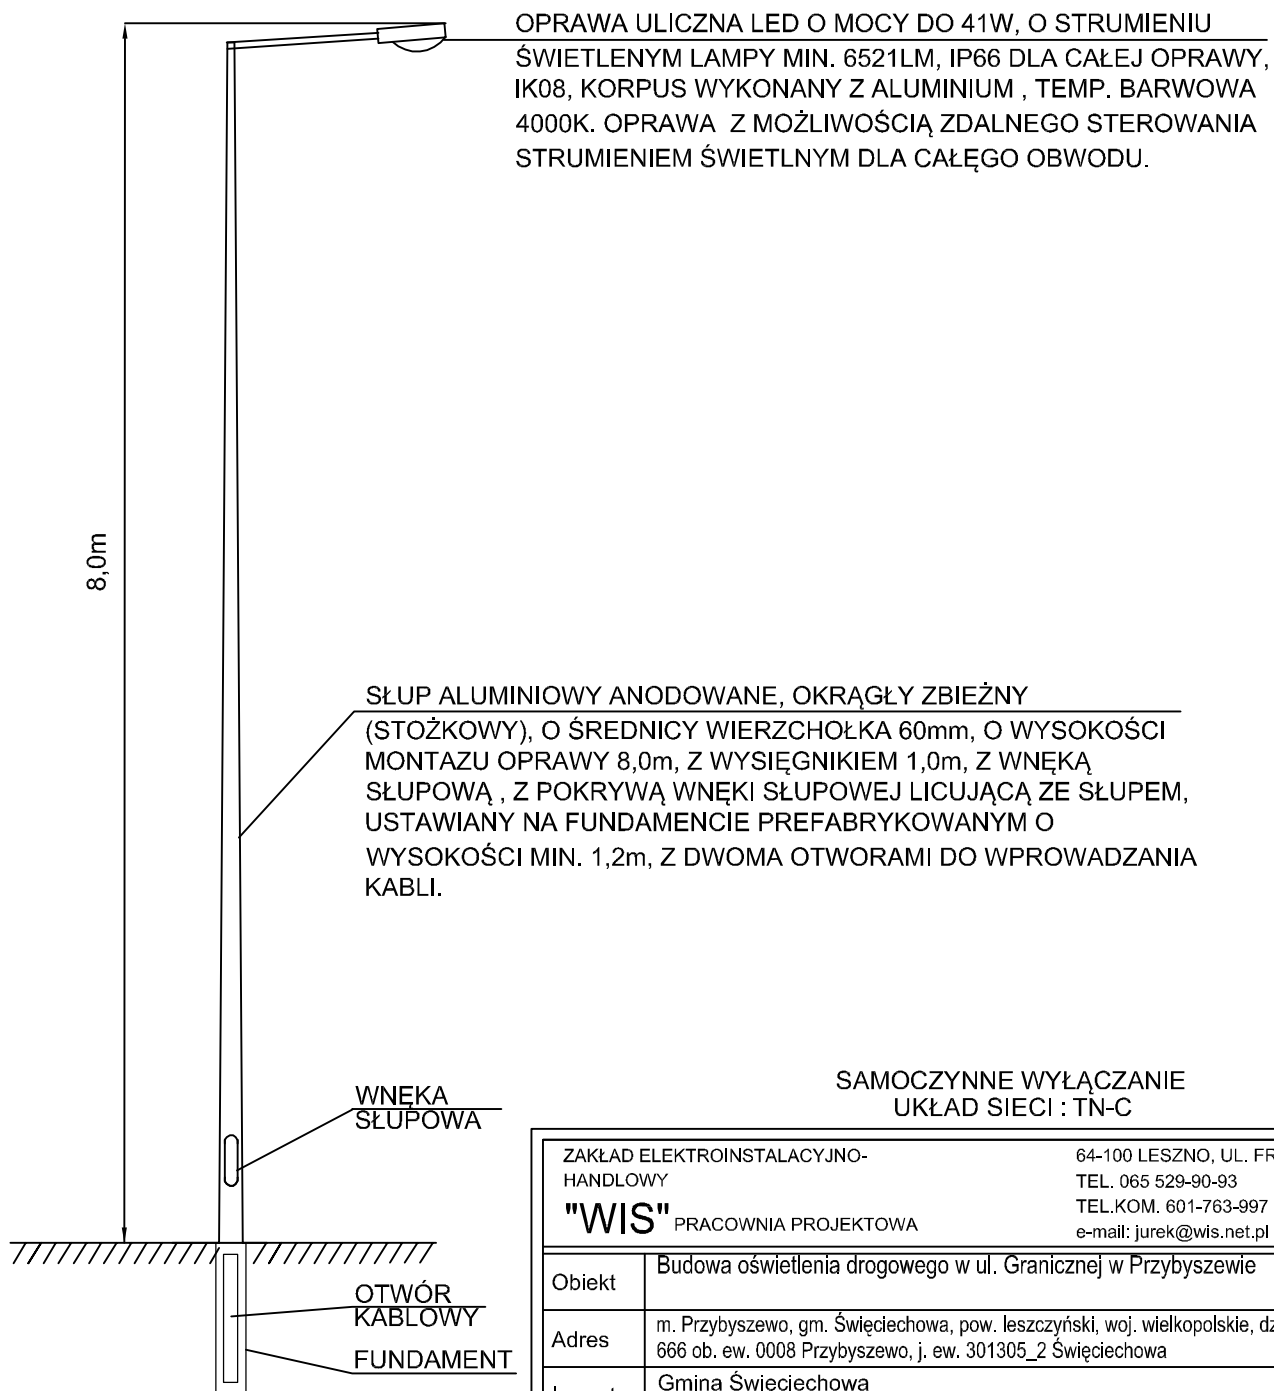 OPRAWA ULICZNA LED O MOCY DO 41W, O STRUMIENIU
ŚWIETLENYM LAMPY MIN. 6521LM, IP66 DLA CAŁEJ OPRAWY,
IK08, KORPUS WYKONANY Z ALUMINIUM , TEMP. BARWOWA
4000K. OPRAWA Z MOŻLIWOŚCIĄ ZDALNEGO STEROWANIA
STRUMIENIEM ŚWIETLNYM DLA CAŁĘGO OBWODU.
8,0m
SŁUP ALUMINIOWY ANODOWANE, OKRĄGŁY ZBIEŻNY
(STOŻKOWY), O ŚREDNICY WIERZCHOŁKA 60mm, O WYSOKOŚCI
MONTAZU OPRAWY 8,0m, Z WYSIĘGNIKIEM 1,0m, Z WNĘKĄ
SŁUPOWĄ , Z POKRYWĄ WNĘKI SŁUPOWEJ LICUJĄCĄ ZE SŁUPEM,
USTAWIANY NA FUNDAMENCIE PREFABRYKOWANYM O
WYSOKOŚCI MIN. 1,2m, Z DWOMA OTWORAMI DO WPROWADZANIA
KABLI.
WNĘKA
SŁUPOWA
SAMOCZYNNE WYŁĄCZANIE
UKŁAD SIECI : TN-C
ZAKŁAD ELEKTROINSTALACYJNO-
HANDLOWY
"WIS" PRACOWNIA PROJEKTOWA
64-100 LESZNO, UL. FR
TEL. 065 529-90-93
TEL.KOM. 601-763-997
e-mail: jurek@wis.net.pl
Obiekt
Budowa oświetlenia drogowego w ul. Granicznej w Przybyszewie
Adres
m. Przybyszewo, gm. Święciechowa, pow. leszczyński, woj. wielkopolskie, dz
666 ob. ew. 0008 Przybyszewo, j. ew. 301305_2 Święciechowa
Gmina Święciechowa
OTWÓR
KABLOWY
FUNDAMENT